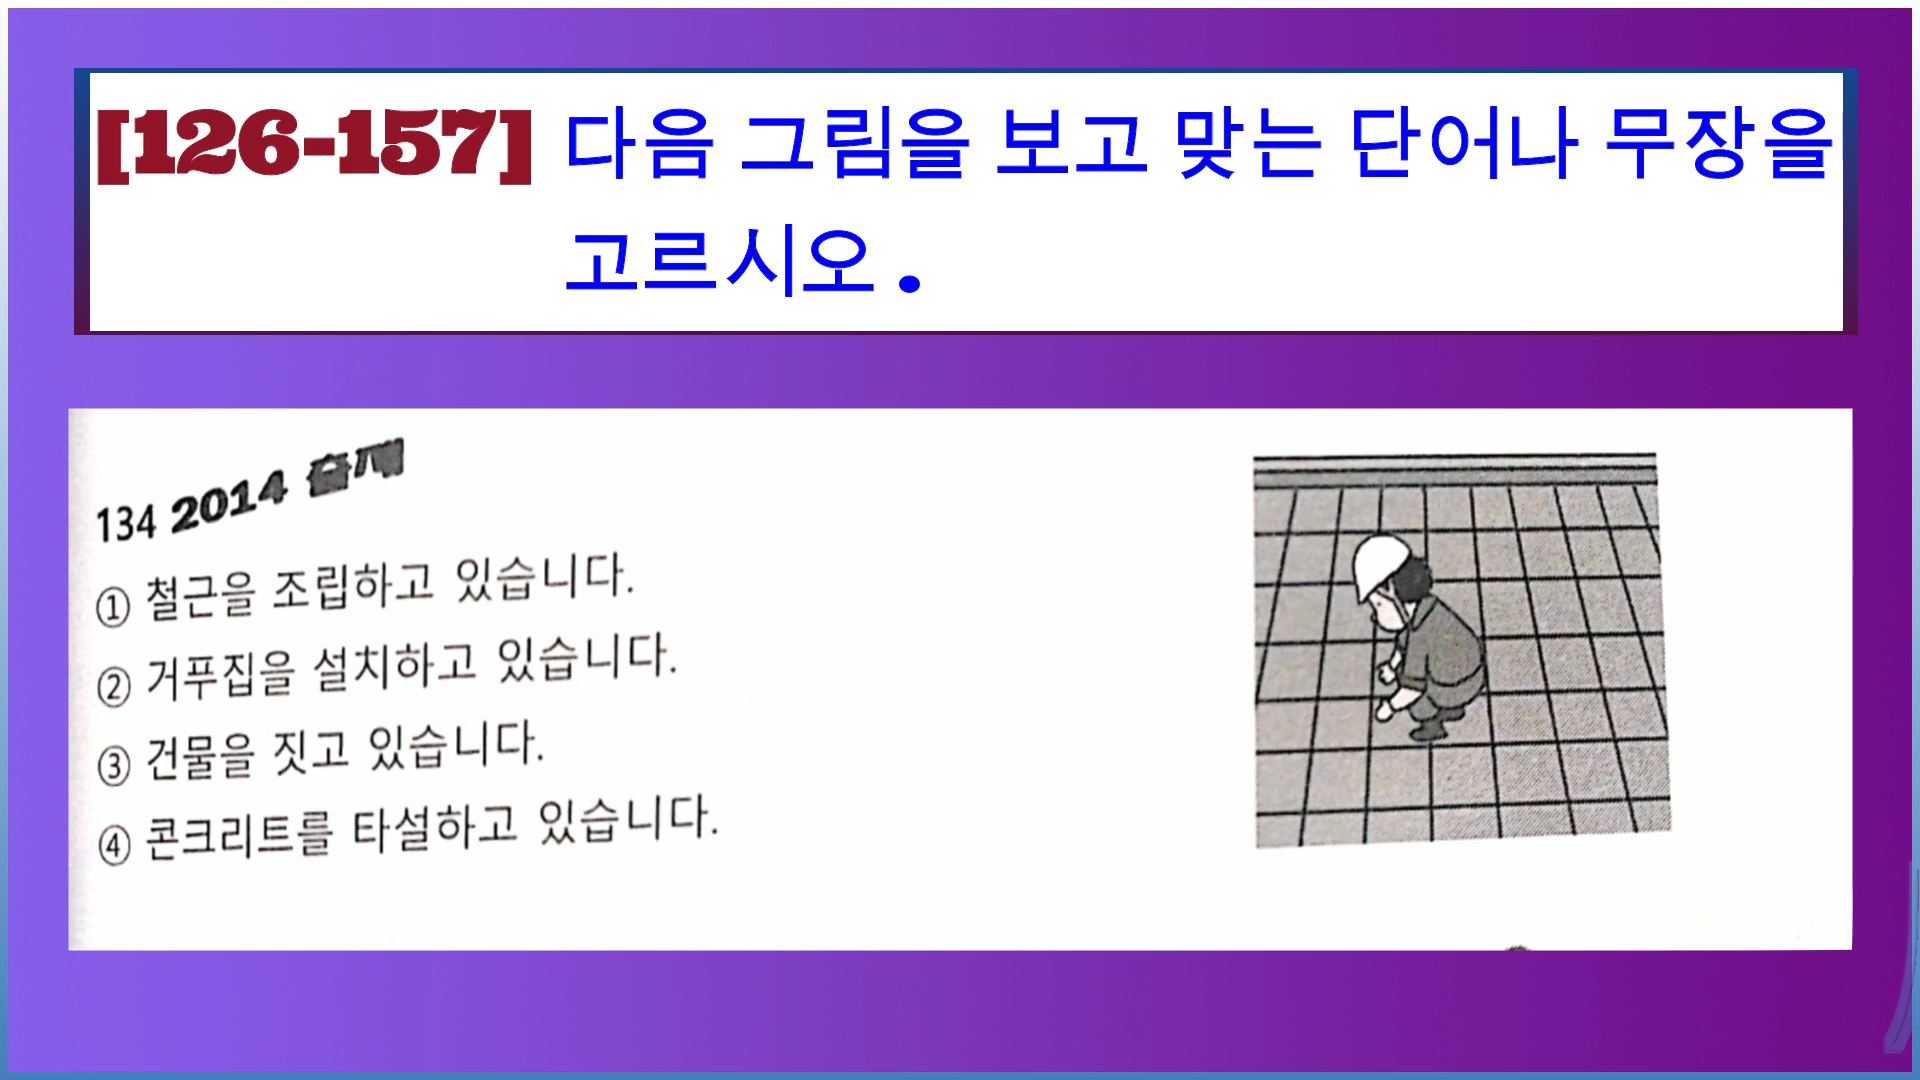 [126-157] 다음 그림을 보고 맞는 단어나 무장을
고르시오.
134 2014 출제
① 철근을 조립하고 있습니다.
② 거푸집을 설치하고 있습니다.
③ 건물을 짓고 있습니다.
④ 콘크리트를 타설하고 있습니다.